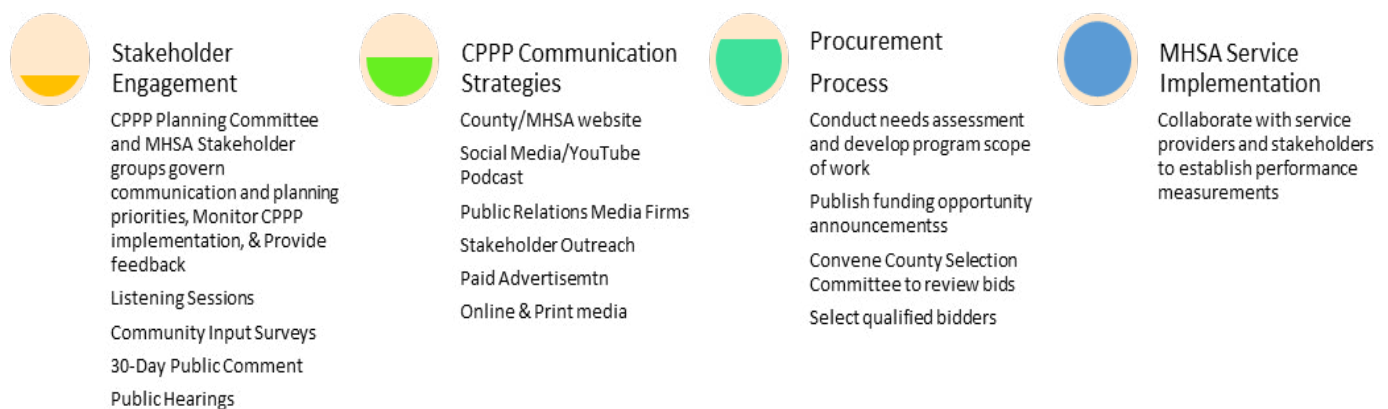 Stakeholder
Engagement
CPPP Planning Committee
and MHSA Stakeholder
groups govern
communication and planning
priorities, Monitor CPPP
implementation, & Provide
feedback
Listening Sessions
Community Input Surveys
30-Day Public Comment
Public Hearings
CPPP Communication
Strategies
County/MHSA website
Social Media/YouTube
Podcast
Public Relations Media Firms
Stakeholder Outreach
Paid Advertisemtn
Online & Print media
Procurement
Process
Conduct needs assessment
and develop program scope
of work
Publish funding opportunity
announcementss
Convene County Selection
Committee to review bids
Select qualified bidders
MHSA Service
Implementation
Collaborate with service
providers and stakeholders
to establish performance
measurements